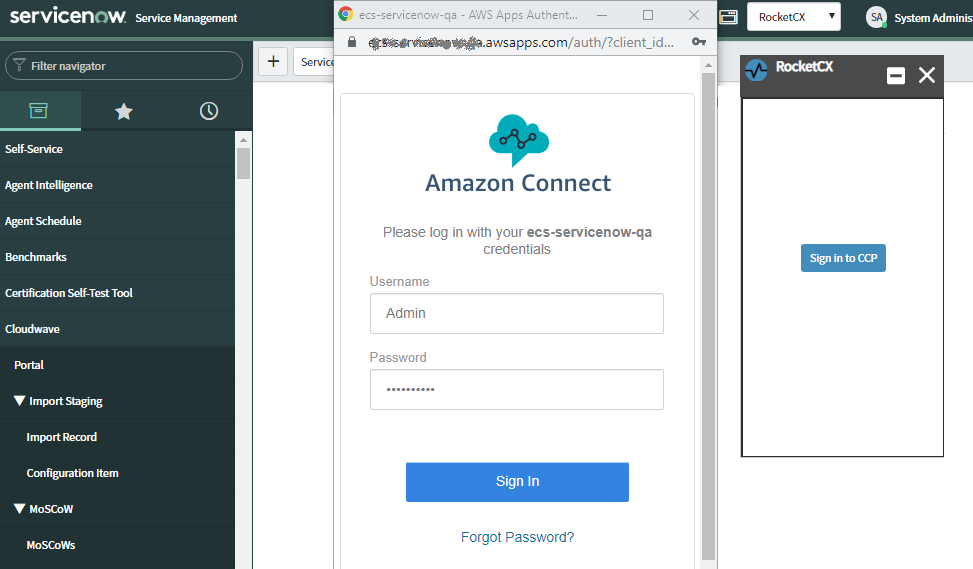 servicenow. Service Management
Filter navigator
Self-Service
Agent Intelligence
Agent Schedule
Benchmarks
Certification Self-Test Tool
Cloudwave
Portal
▼ Import Staging
Import Record
Configuration Item
▼ MoSCoW
MoSCoWs
+
Service
ecs-servicenow-qa - AWS Apps Authent...
.awsapps.com/auth/?client_id...
Amazon Connect
Please log in with your ecs-servicenow-qa
credentials
Username
Admin
Password
Sign In
Forgot Password?
RocketCX ▼
SA System Adminis
RocketCX
Sign in to CCP